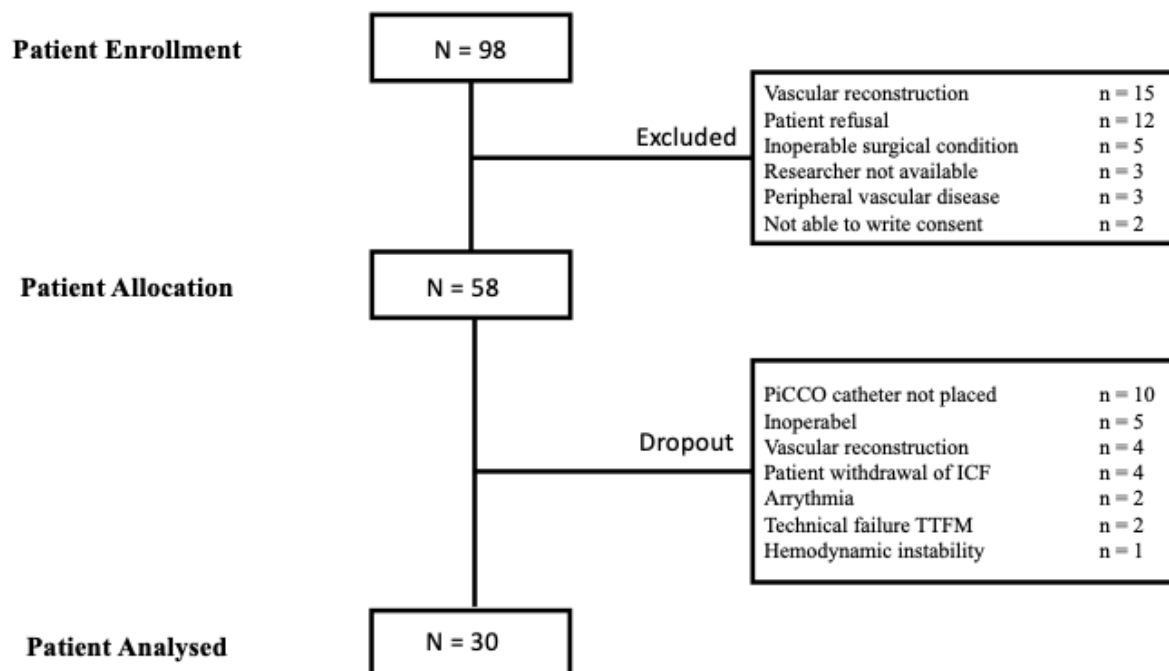 Patient Enrollment
N = 98
Excluded
Vascular reconstruction n = 15
Patient refusal n = 12
Inoperable surgical condition n = 5
Researcher not available n = 3
Peripheral vascular disease n = 3
Not able to write consent n = 2
Patient Allocation
N = 58
Dropout
PiCCO catheter not placed n = 10
Inoperabel n = 5
Vascular reconstruction n = 4
Patient withdrawal of ICF n = 4
Arrythmia n = 2
Technical failure TTFM n = 2
Hemodynamic instability n = 1
Patient Analysed
N = 30